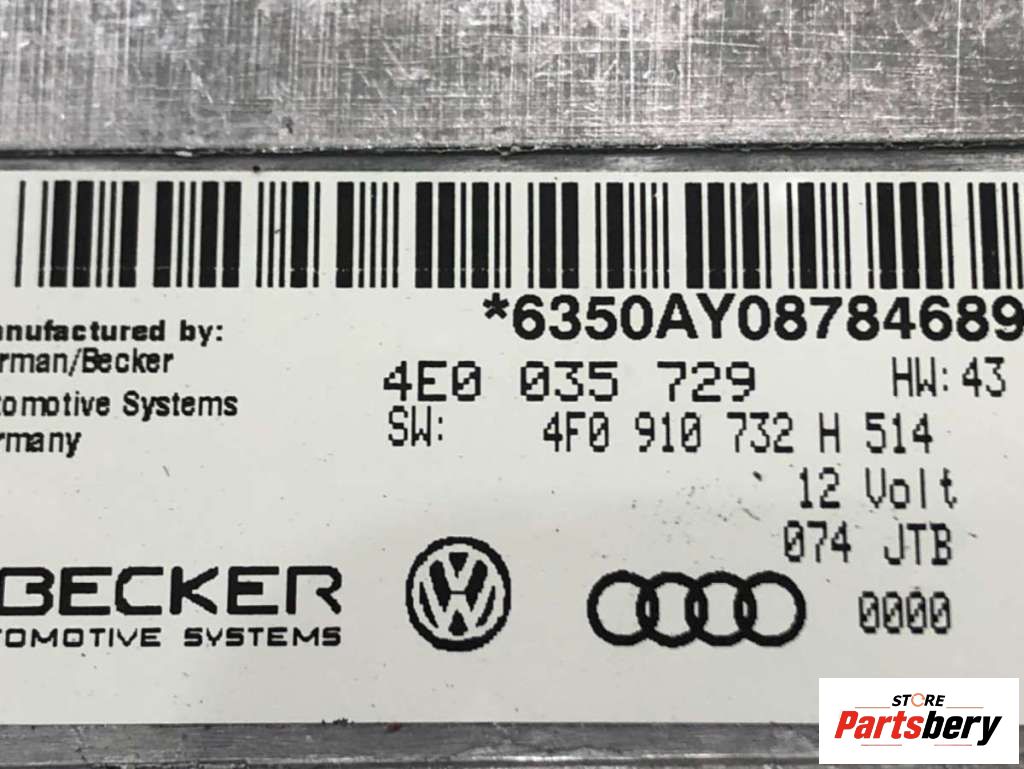 *6350AY08784689
anufactured by:
rman/Becker
4E0 035 729 HW: 43
tomotive Systems
SW: 4F0 910 732 H 514
rmany
12 Volt
074 JTB
BECKER
TOMOTIVE SYSTEMS
0000
STORE
Partsbery